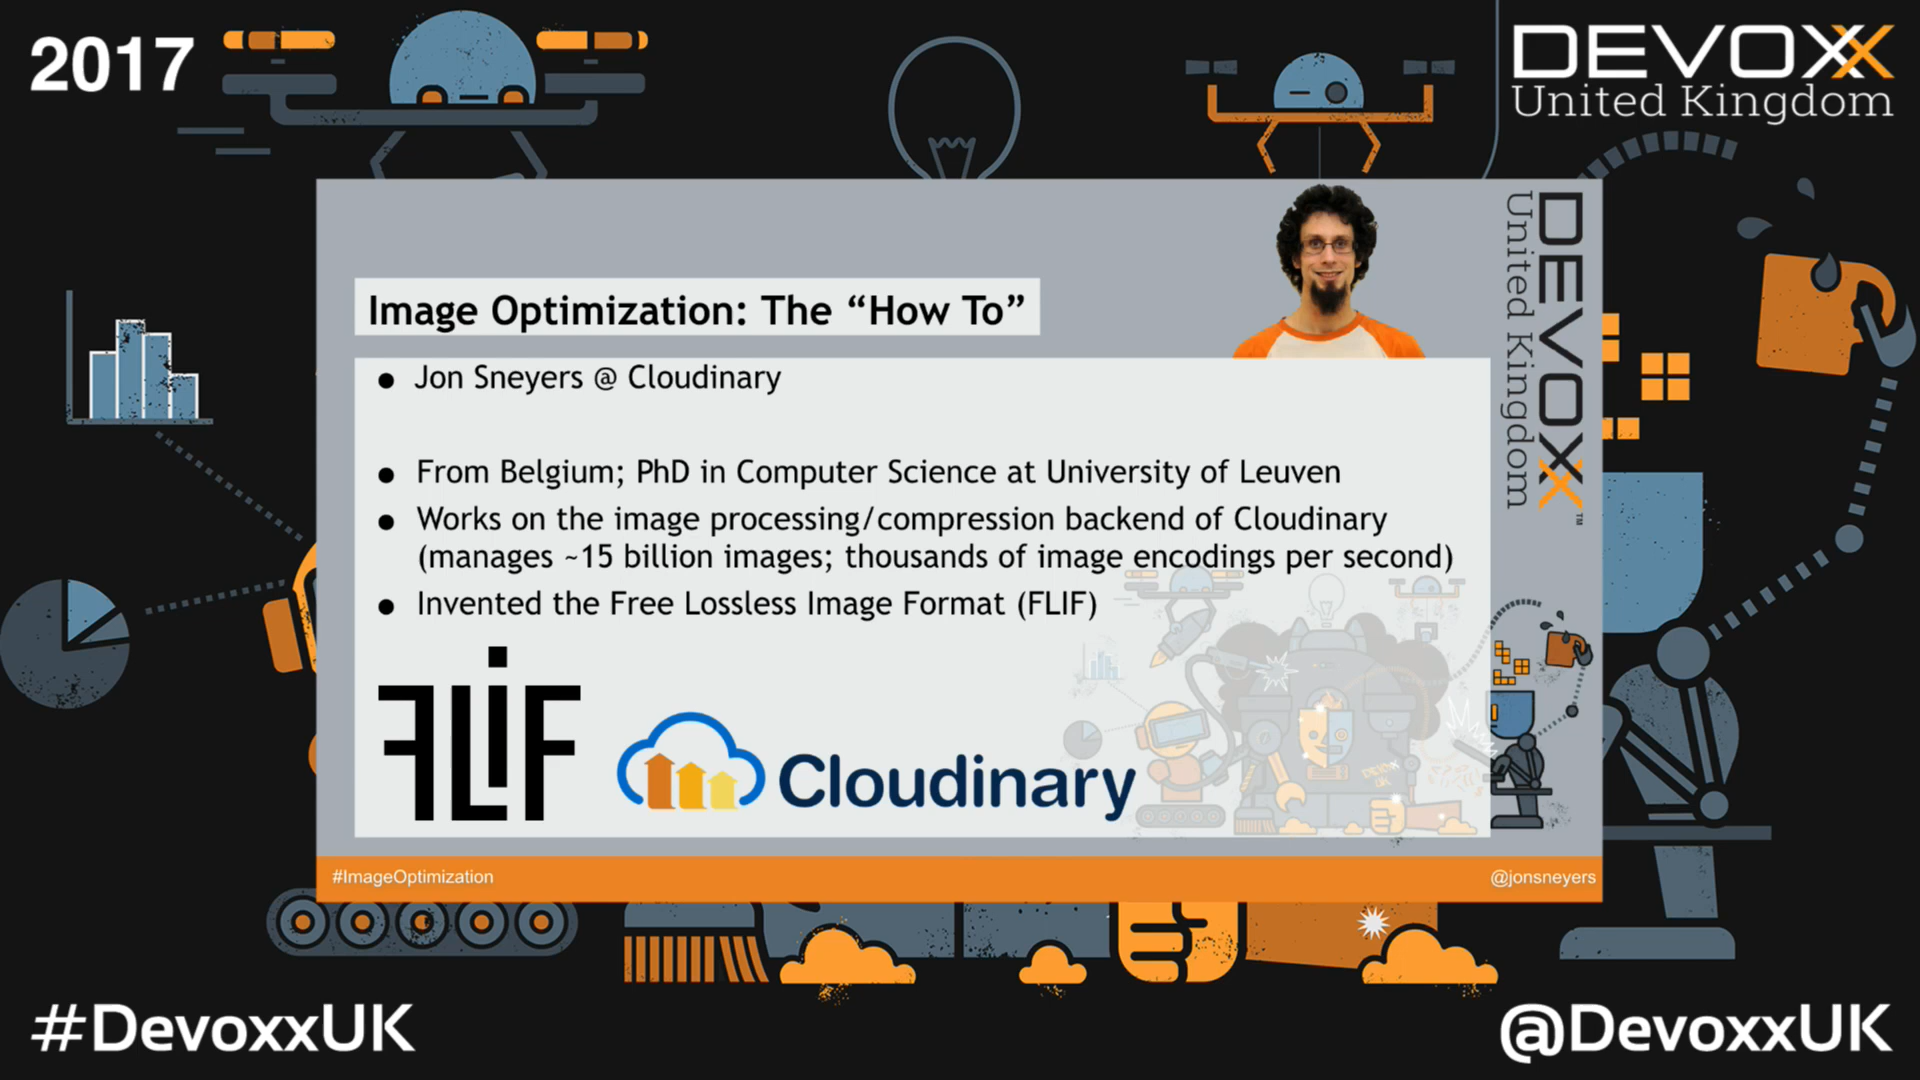 2017
DEVOXX
United Kingdom
DEVOXX™
United Kingdom
Image Optimization: The “How To”
● Jon Sneyers @ Cloudinary
● From Belgium; PhD in Computer Science at University of Leuven
● Works on the image processing/compression backend of Cloudinary
(manages ~15 billion images; thousands of image encodings per second)
● Invented the Free Lossless Image Format (FLIF)
FLiF
Cloudinary
#ImageOptimization
@jonsneyers
#DevoxxUK
@DevoxxUK